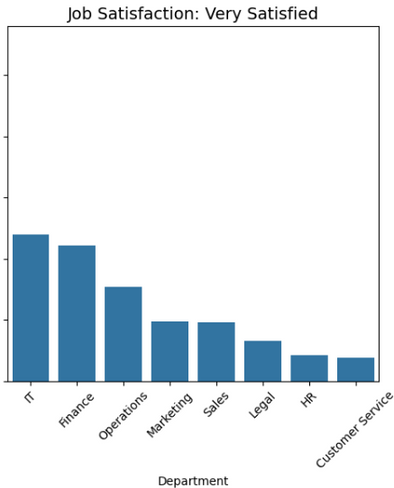 Job Satisfaction: Very Satisfied
IT
Finance
Operations
Marketing
Sales
Legal
HR
Customer Service
Department